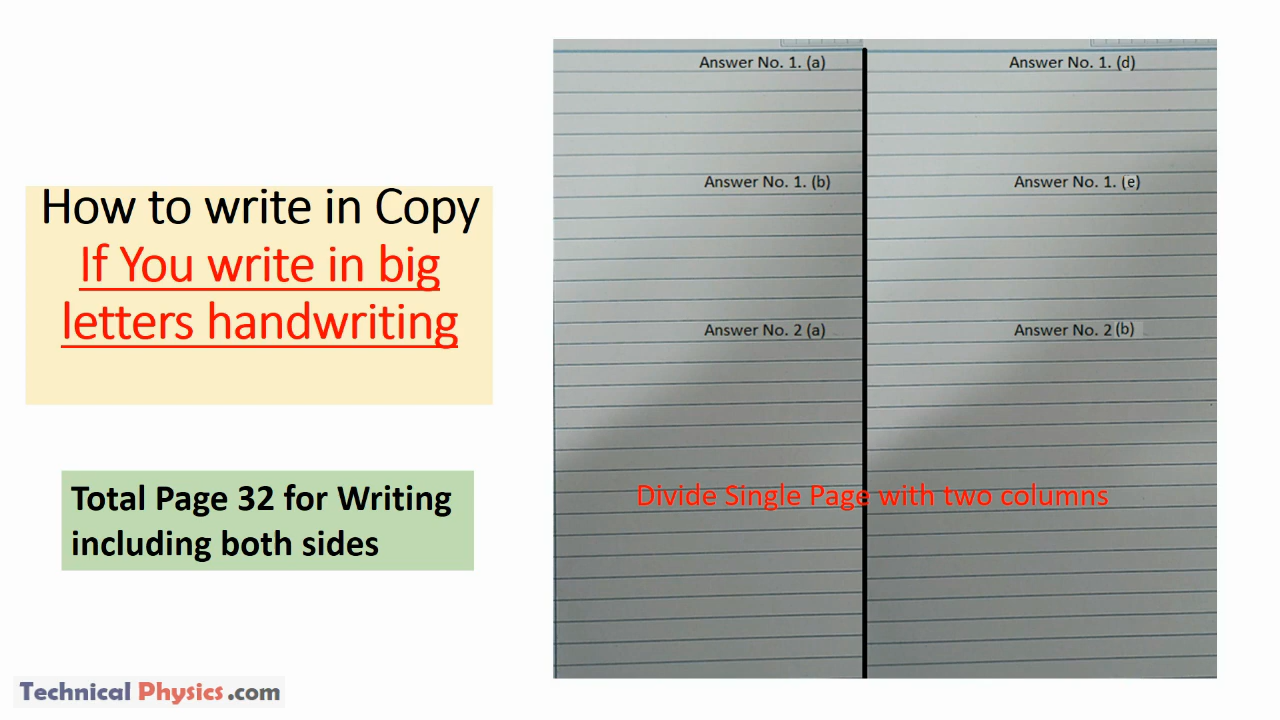 How to write in Copy
If You write in big
letters handwriting
Total Page 32 for Writing
including both sides
Technical Physics.com
Answer No. 1. (a)
Answer No. 1. (b)
Answer No. 2 (a)
Answer No. 1. (d)
Answer No. 1. (e)
Answer No. 2 (b)
Divide Single Page with two columns